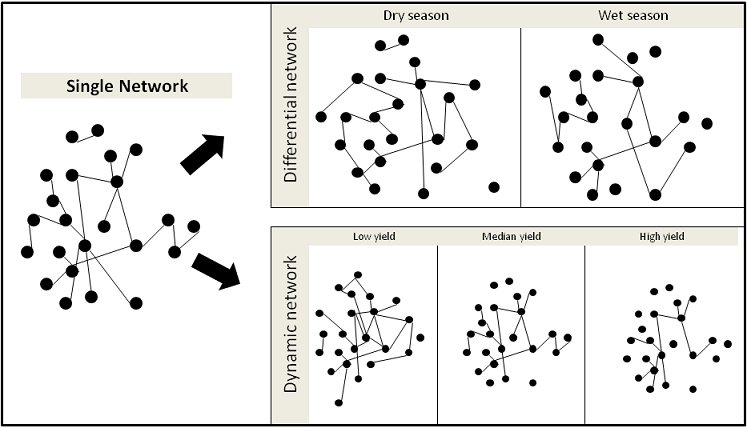 Single Network
Differential network
Dry season
Wet season
Dynamic network
Low yield
Median yield
High yield